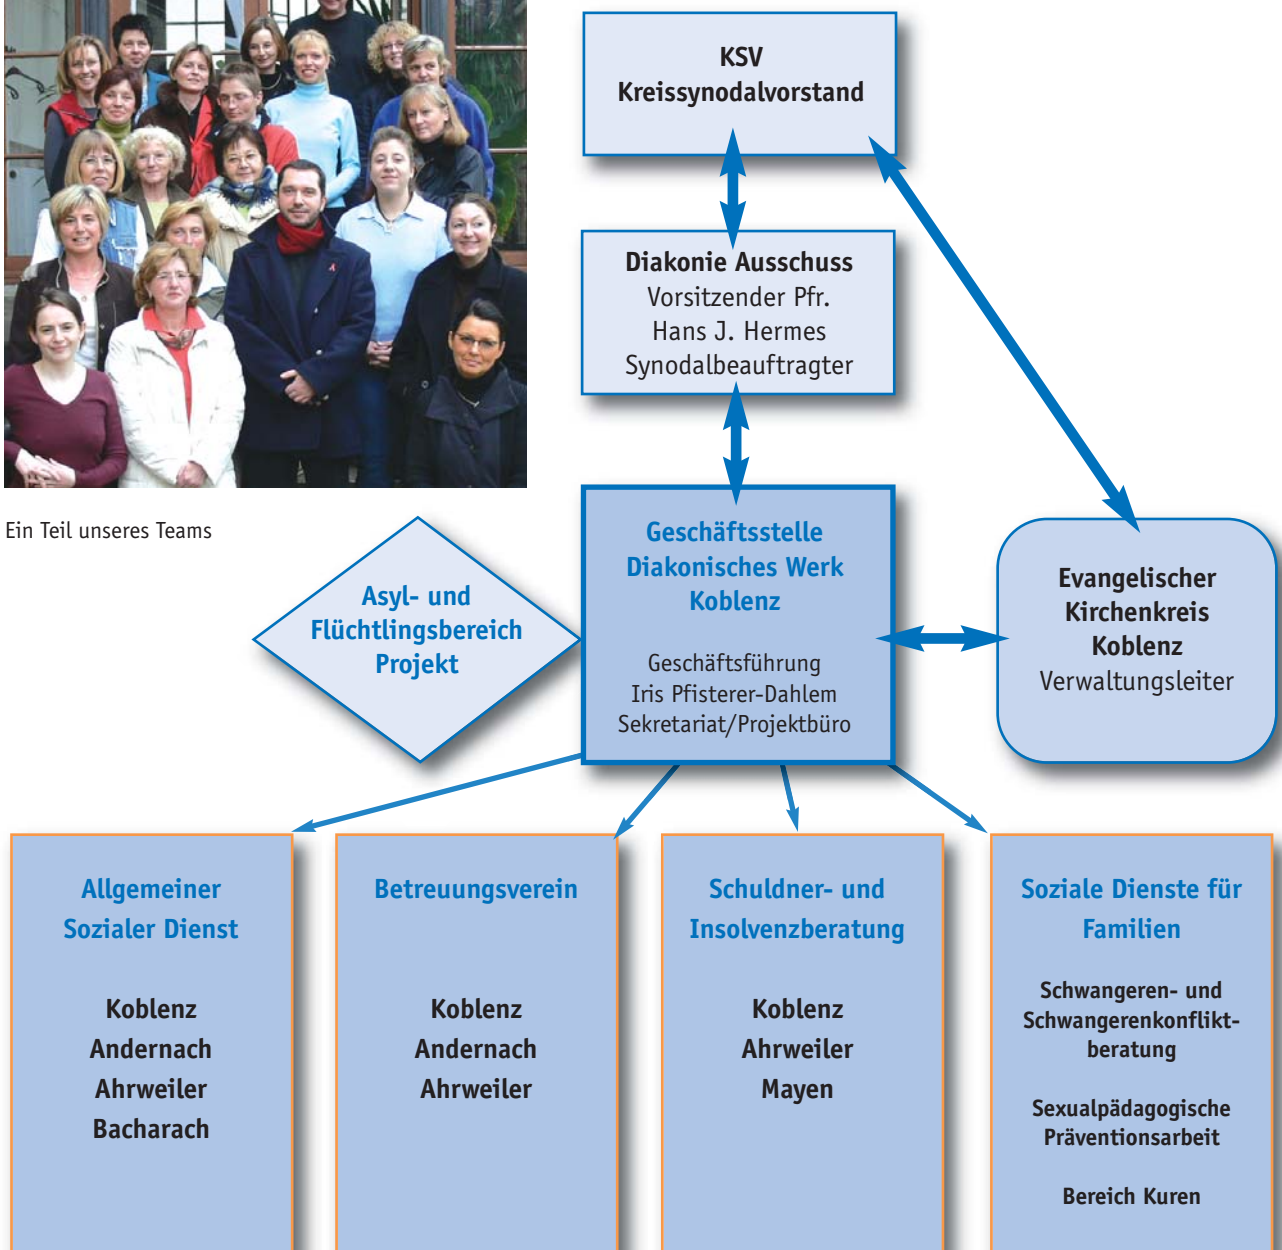 KSV
Kreissynodalvorstand
Diakonie Ausschuss
Vorsitzender Pfr.
Hans J. Hermes
Synodalbeauftragter
Ein Teil unseres Teams
Asyl- und
Flüchtlingsbereich
Projekt
Geschäftsstelle
Diakonisches Werk
Koblenz
Geschäftsführung
Iris Pfisterer-Dahlem
Sekretariat/Projektbüro
Evangelischer
Kirchenkreis
Koblenz
Verwaltungsleiter
Allgemeiner
Sozialer Dienst
Koblenz
Andernach
Ahrweiler
Bacharach
Betreuungsverein
Koblenz
Andernach
Ahrweiler
Schuldner- und
Insolvenzberatung
Koblenz
Ahrweiler
Mayen
Soziale Dienste für
Familien
Schwangeren- und
Schwangerenkonflikt-
beratung
Sexualpädagogische
Präventionsarbeit
Bereich Kuren